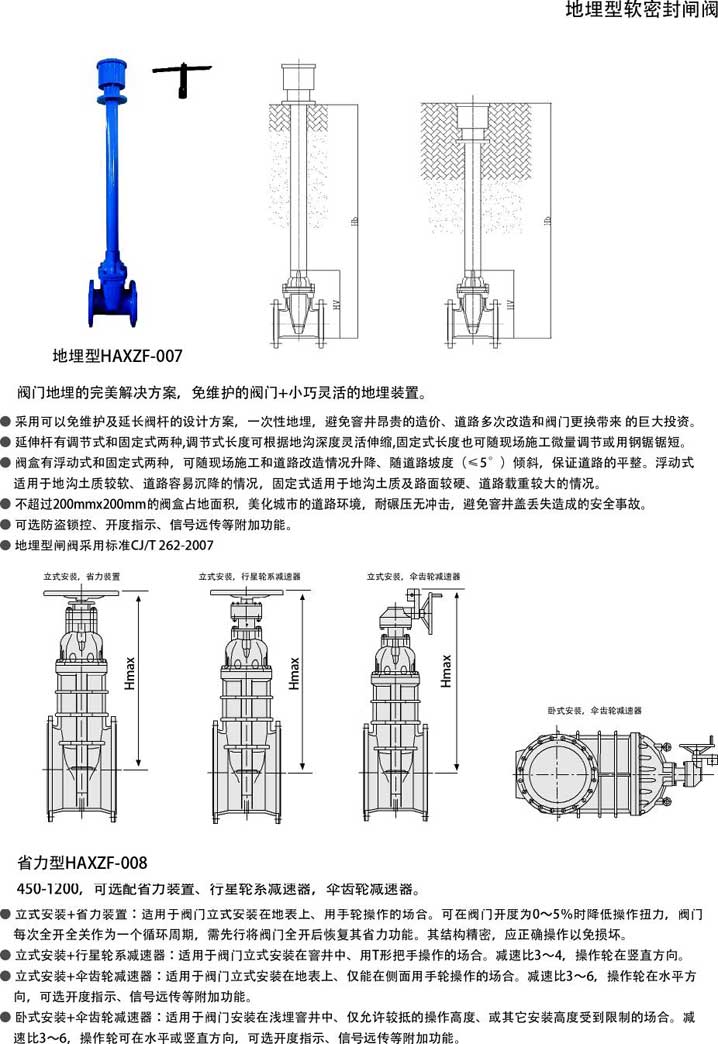 地埋型软密封闸阀
Hb
HV
Hb
HV
地埋型HAXZF-007
阀门地埋的完美解决方案，免维护的阀门+小巧灵活的地埋装置。
● 采用可以免维护及延长阀杆的设计方案，一次性地埋，避免窨井昂贵的造价、道路多次改造和阀门更换带来 的巨大投资。
● 延伸杆有调节式和固定式两种,调节式长度可根据地沟深度灵活伸缩,固定式长度也可随现场施工微量调节或用钢锯锯短。
● 阀盒有浮动式和固定式两种，可随现场施工和道路改造情况升降、随道路坡度（≤5°）倾斜，保证道路的平整。浮动式
适用于地沟土质较软、道路容易沉降的情况，固定式适用于地沟土质及路面较硬、道路载重较大的情况。
● 不超过200mmx200mm的阀盒占地面积，美化城市的道路环境，耐碾压无冲击，避免窨井盖丢失造成的安全事故。
● 可选防盗锁控、开度指示、信号远传等附加功能。
● 地埋型闸阀采用标准CJ/T 262-2007
立式安装，省力装置
立式安装，行星轮系减速器
立式安装，伞齿轮减速器
Hmax
Hmax
Hmax
卧式安装，伞齿轮减速器
省力型HAXZF-008
450-1200，可选配省力装置、行星轮系减速器，伞齿轮减速器。
● 立式安装+省力装置：适用于阀门立式安装在地表上、用手轮操作的场合。可在阀门开度为0～5%时降低操作扭力，阀门
每次全开全关作为一个循环周期，需先行将阀门全开后恢复其省力功能。其结构精密，应正确操作以免损坏。
● 立式安装+行星轮系减速器：适用于阀门立式安装在窨井中、用T形把手操作的场合。减速比3～4，操作轮在竖直方向。
● 立式安装+伞齿轮减速器：适用于阀门立式安装在地表上、仅能在侧面用手轮操作的场合。减速比3～6，操作轮在水平方
向，可选开度指示、信号远传等附加功能。
● 卧式安装+伞齿轮减速器：适用于阀门安装在浅埋窨井中、仅允许较抵的操作高度、或其它安装高度受到限制的场合。减
速比3～6，操作轮可在水平或竖直方向，可选开度指示、信号远传等附加功能。